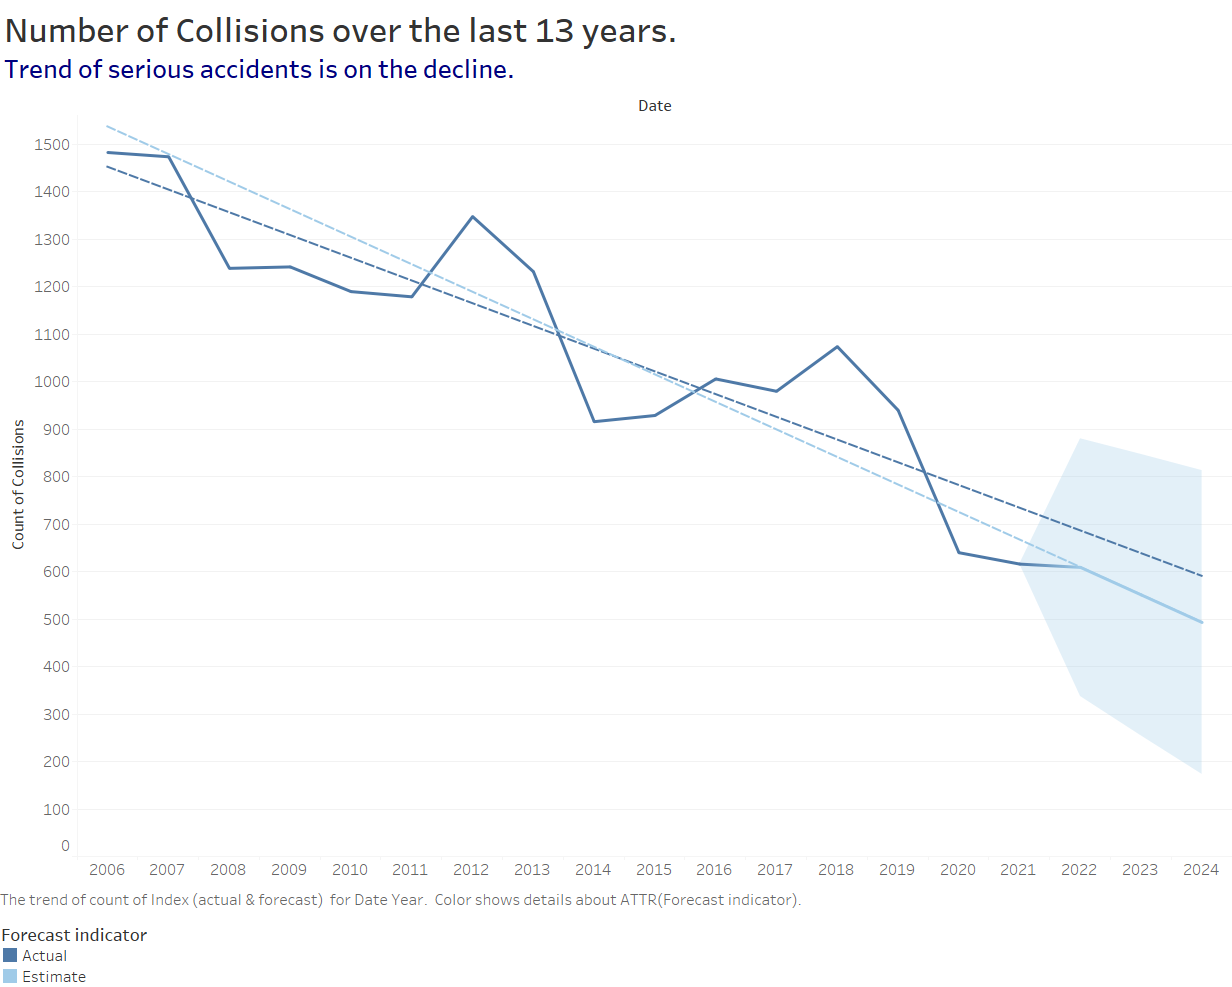 Number of Collisions over the last 13 years.
Trend of serious accidents is on the decline.
Date
Count of Collisions
1500
1400
1300
1200
1100
1000
900
800
700
600
500
400
300
200
100
0
2006 2007 2008 2009 2010 2011 2012 2013 2014 2015 2016 2017 2018 2019 2020 2021 2022 2023 2024
The trend of count of Index (actual & forecast) for Date Year. Color shows details about ATTR(Forecast indicator).
Forecast indicator
Actual
Estimate